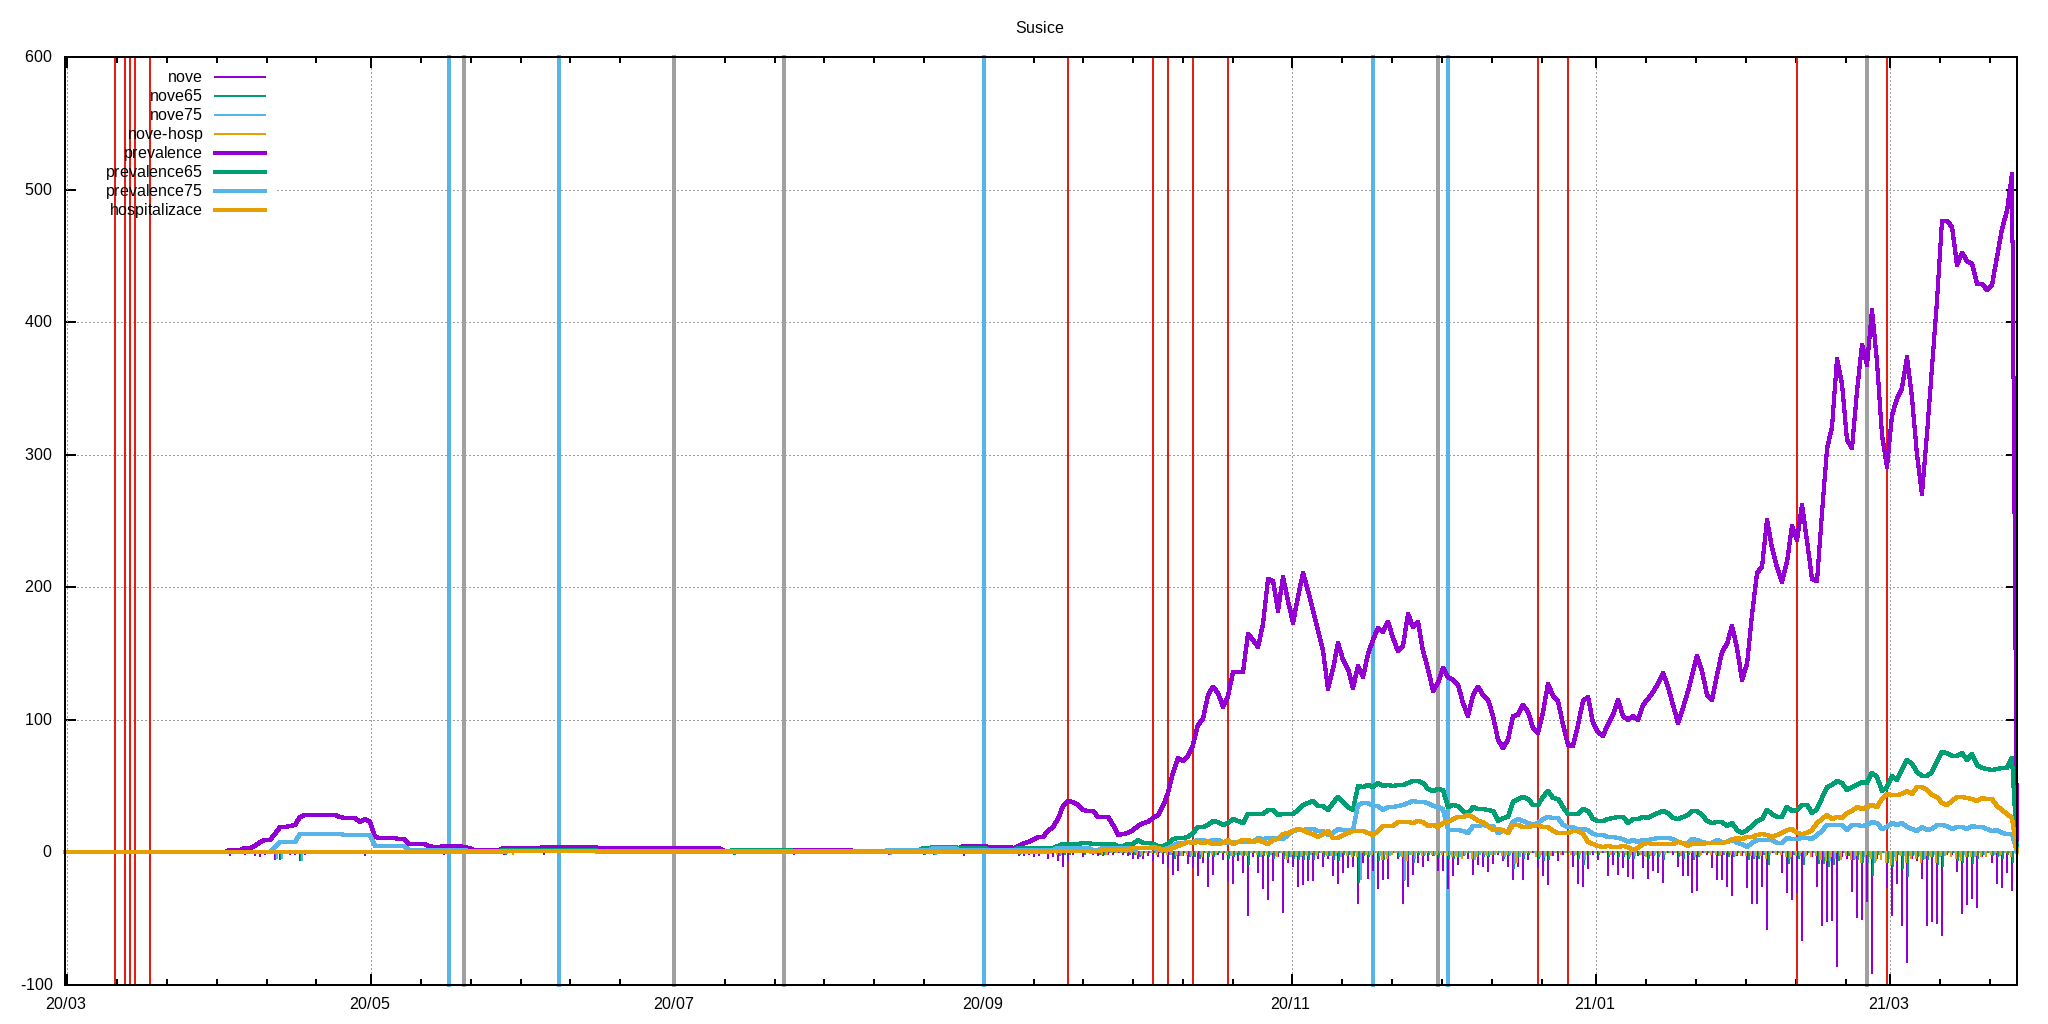 Susice
600
nove
nove65
nove75
nove-hosp
prevalence
prevalence65
prevalence75
hospitalizace
500
400
300
200
100
0
-100
20/03 20/05 20/07 20/09 20/11 21/01 21/03